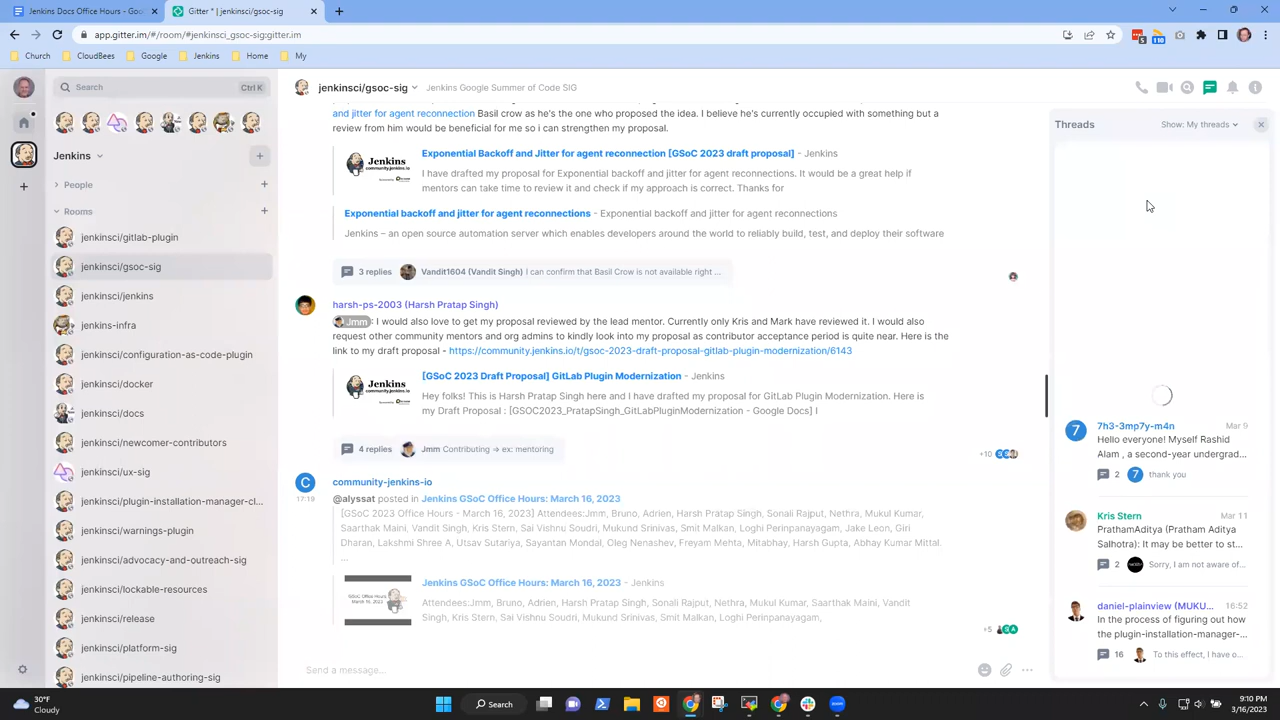 Jenkins - GooDocs - Google Do
Gitter *| jenkinsci/gsoc-sig
app.gitter.im/#/room/#jenkinsci_gsoc-sig:gitter.im
5
110
Church
CloudBees
Google
Home
My
Search
Ctrl K
jenkinsci/gsoc-sig
Jenkins Google Summer of Code SIG
Jenkins
People
Rooms
jenkinsci/gitlab-plugin
jenkinsci/gsoc-sig
jenkinsci/jenkins
jenkins-infra
jenkinsci/configuration-as-code-plugin
jenkinsci/docker
jenkinsci/docs
jenkinsci/newcomer-contributors
jenkinsci/ux-sig
jenkinsci/plugin-installation-manager-cl...
jenkinsci/warnings-plugin
jenkinsci/advocacy-and-outreach-sig
jenkinsci/lockable-resources
jenkinsci/release
jenkinsci/platform-sig
jenkinsci/pipeline-authoring-sig
and jitter for agent reconnection Basil crow as he's the one who proposed the idea. I believe he's currently occupied with something but a
review from him would be beneficial for me so i can strengthen my proposal.
Jenkins
community.jenkins.io
Exponential Backoff and Jitter for agent reconnection [GSoC 2023 draft proposal] - Jenkins
I have drafted my proposal for Exponential backoff and jitter for agent reconnections. It would be a great help if
mentors can take time to review it and check if my approach is correct. Thanks for
Exponential backoff and jitter for agent reconnections - Exponential backoff and jitter for agent reconnections
Jenkins – an open source automation server which enables developers around the world to reliably build, test, and deploy their software
3 replies Vandit1604 (Vandit Singh) I can confirm that Basil Crow is not available right ...
harsh-ps-2003 (Harsh Pratap Singh)
Jmm : I would also love to get my proposal reviewed by the lead mentor. Currently only Kris and Mark have reviewed it. I would also
request other community mentors and org admins to kindly look into my proposal as contributor acceptance period is quite near. Here is the
link to my draft proposal - https://community.jenkins.io/t/gsoc-2023-draft-proposal-gitlab-plugin-modernization/6143
Jenkins
community.jenkins.io
[GSoC 2023 Draft Proposal] GitLab Plugin Modernization - Jenkins
Hey folks! This is Harsh Pratap Singh here and I have drafted my proposal for GitLab Plugin Modernization. Here is
my Draft Proposal : [GSOC2023_PratapSingh_GitLabPluginModernization - Google Docs] I
4 replies Jmm Contributing -> ex: mentoring
+10
C
community-jenkins-io
17:19
@alyssat posted in Jenkins GSoC Office Hours: March 16, 2023
[GSoC 2023 Office Hours - March 16, 2023] Attendees:Jmm, Bruno, Adrien, Harsh Pratap Singh, Sonali Rajput, Nethra, Mukul Kumar,
Saarthak Maini, Vandit Singh, Kris Stern, Sai Vishnu Soudri, Mukund Srinivas, Smit Malkan, Loghi Perinpanayagam, Jake Leon, Giri
Dharan, Lakshmi Shree A, Utsav Sutariya, Sayantan Mondal, Oleg Nenashev, Freyam Mehta, Mitabhay, Harsh Gupta, Abhay Kumar Mittal.
...
GSoC Office Hours
March 16, 2023
Jenkins GSoC Office Hours: March 16, 2023 - Jenkins
Attendees:Jmm, Bruno, Adrien, Harsh Pratap Singh, Sonali Rajput, Nethra, Mukul Kumar, Saarthak Maini, Vandit
Singh, Kris Stern, Sai Vishnu Soudri, Mukund Srinivas, Smit Malkan, Loghi Perinpanayagam,
+5
Send a message...
Threads
Show: My threads
7
7h3-3mp7y-m4n
Mar 9
Hello everyone! Myself Rashid
Alam , a second-year undergrad...
2 7 thank you
Kris Stern
Mar 11
PrathamAditya (Pratham Aditya
Salhotra): It may be better to st...
2 Sorry, I am not aware of...
daniel-plainview (MUKU...
16:52
In the process of figuring out how
the plugin-installation-manager-...
16 To this effect, I have o...
30°F
Cloudy
Search
zoom
9:10 PM
3/16/2023